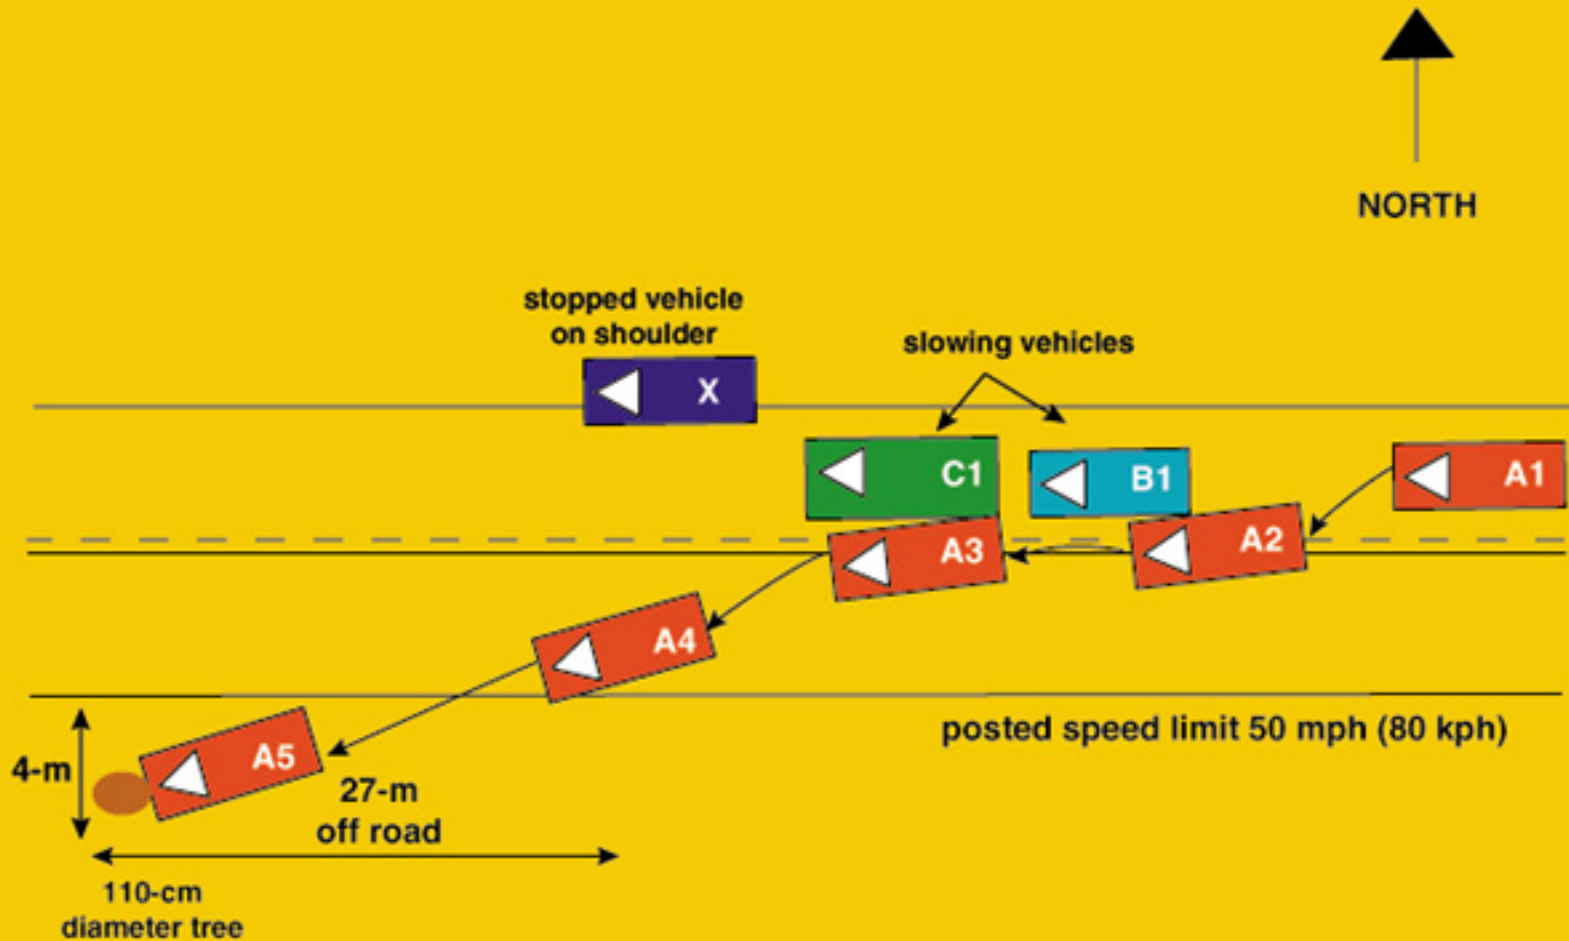 NORTH
stopped vehicle
on shoulder
slowing vehicles
X
C1
B1
A1
A2
A3
A4
posted speed limit 50 mph (80 kph)
4-m
A5
27-m
off road
110-cm
diameter tree